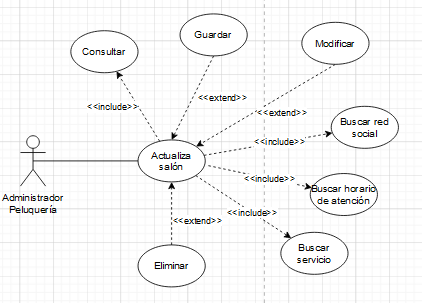 Guardar
Consultar
Modificar
<<include>>
<<extend>>
<<extend>>
Buscar red
social
<<include>>
Actualiza
salón
Administrador
Peluquería
<<include>>
Buscar horario
de atención
<<extend>>
<<include>>
Buscar
servicio
Eliminar